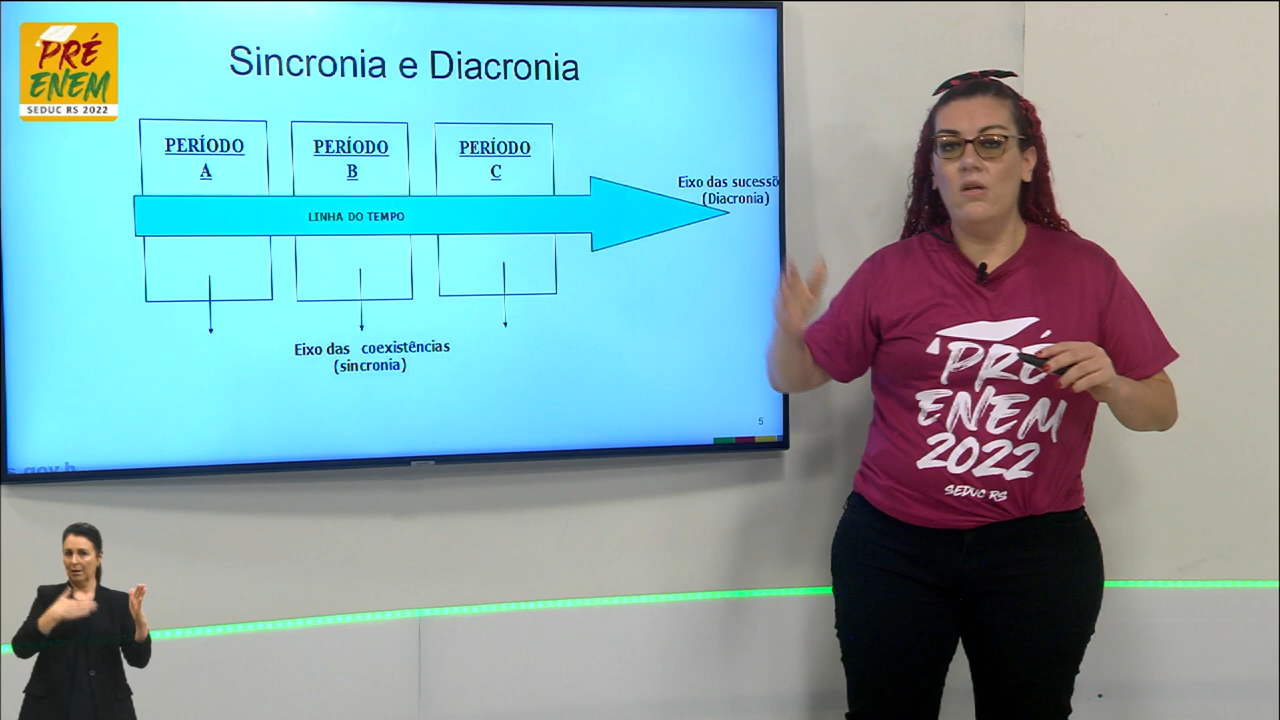 PRÉ
ENEM
SEDUC RS 2022
Sincronia e Diacronia
PERÍODO
A
PERÍODO
B
PERÍODO
C
Eixo das sucessõ
(Diacronia)
LINHA DO TEMPO
Eixo das coexistências
(sincronia)
5
PRÉ
ENEM
2022
SEDUC RS